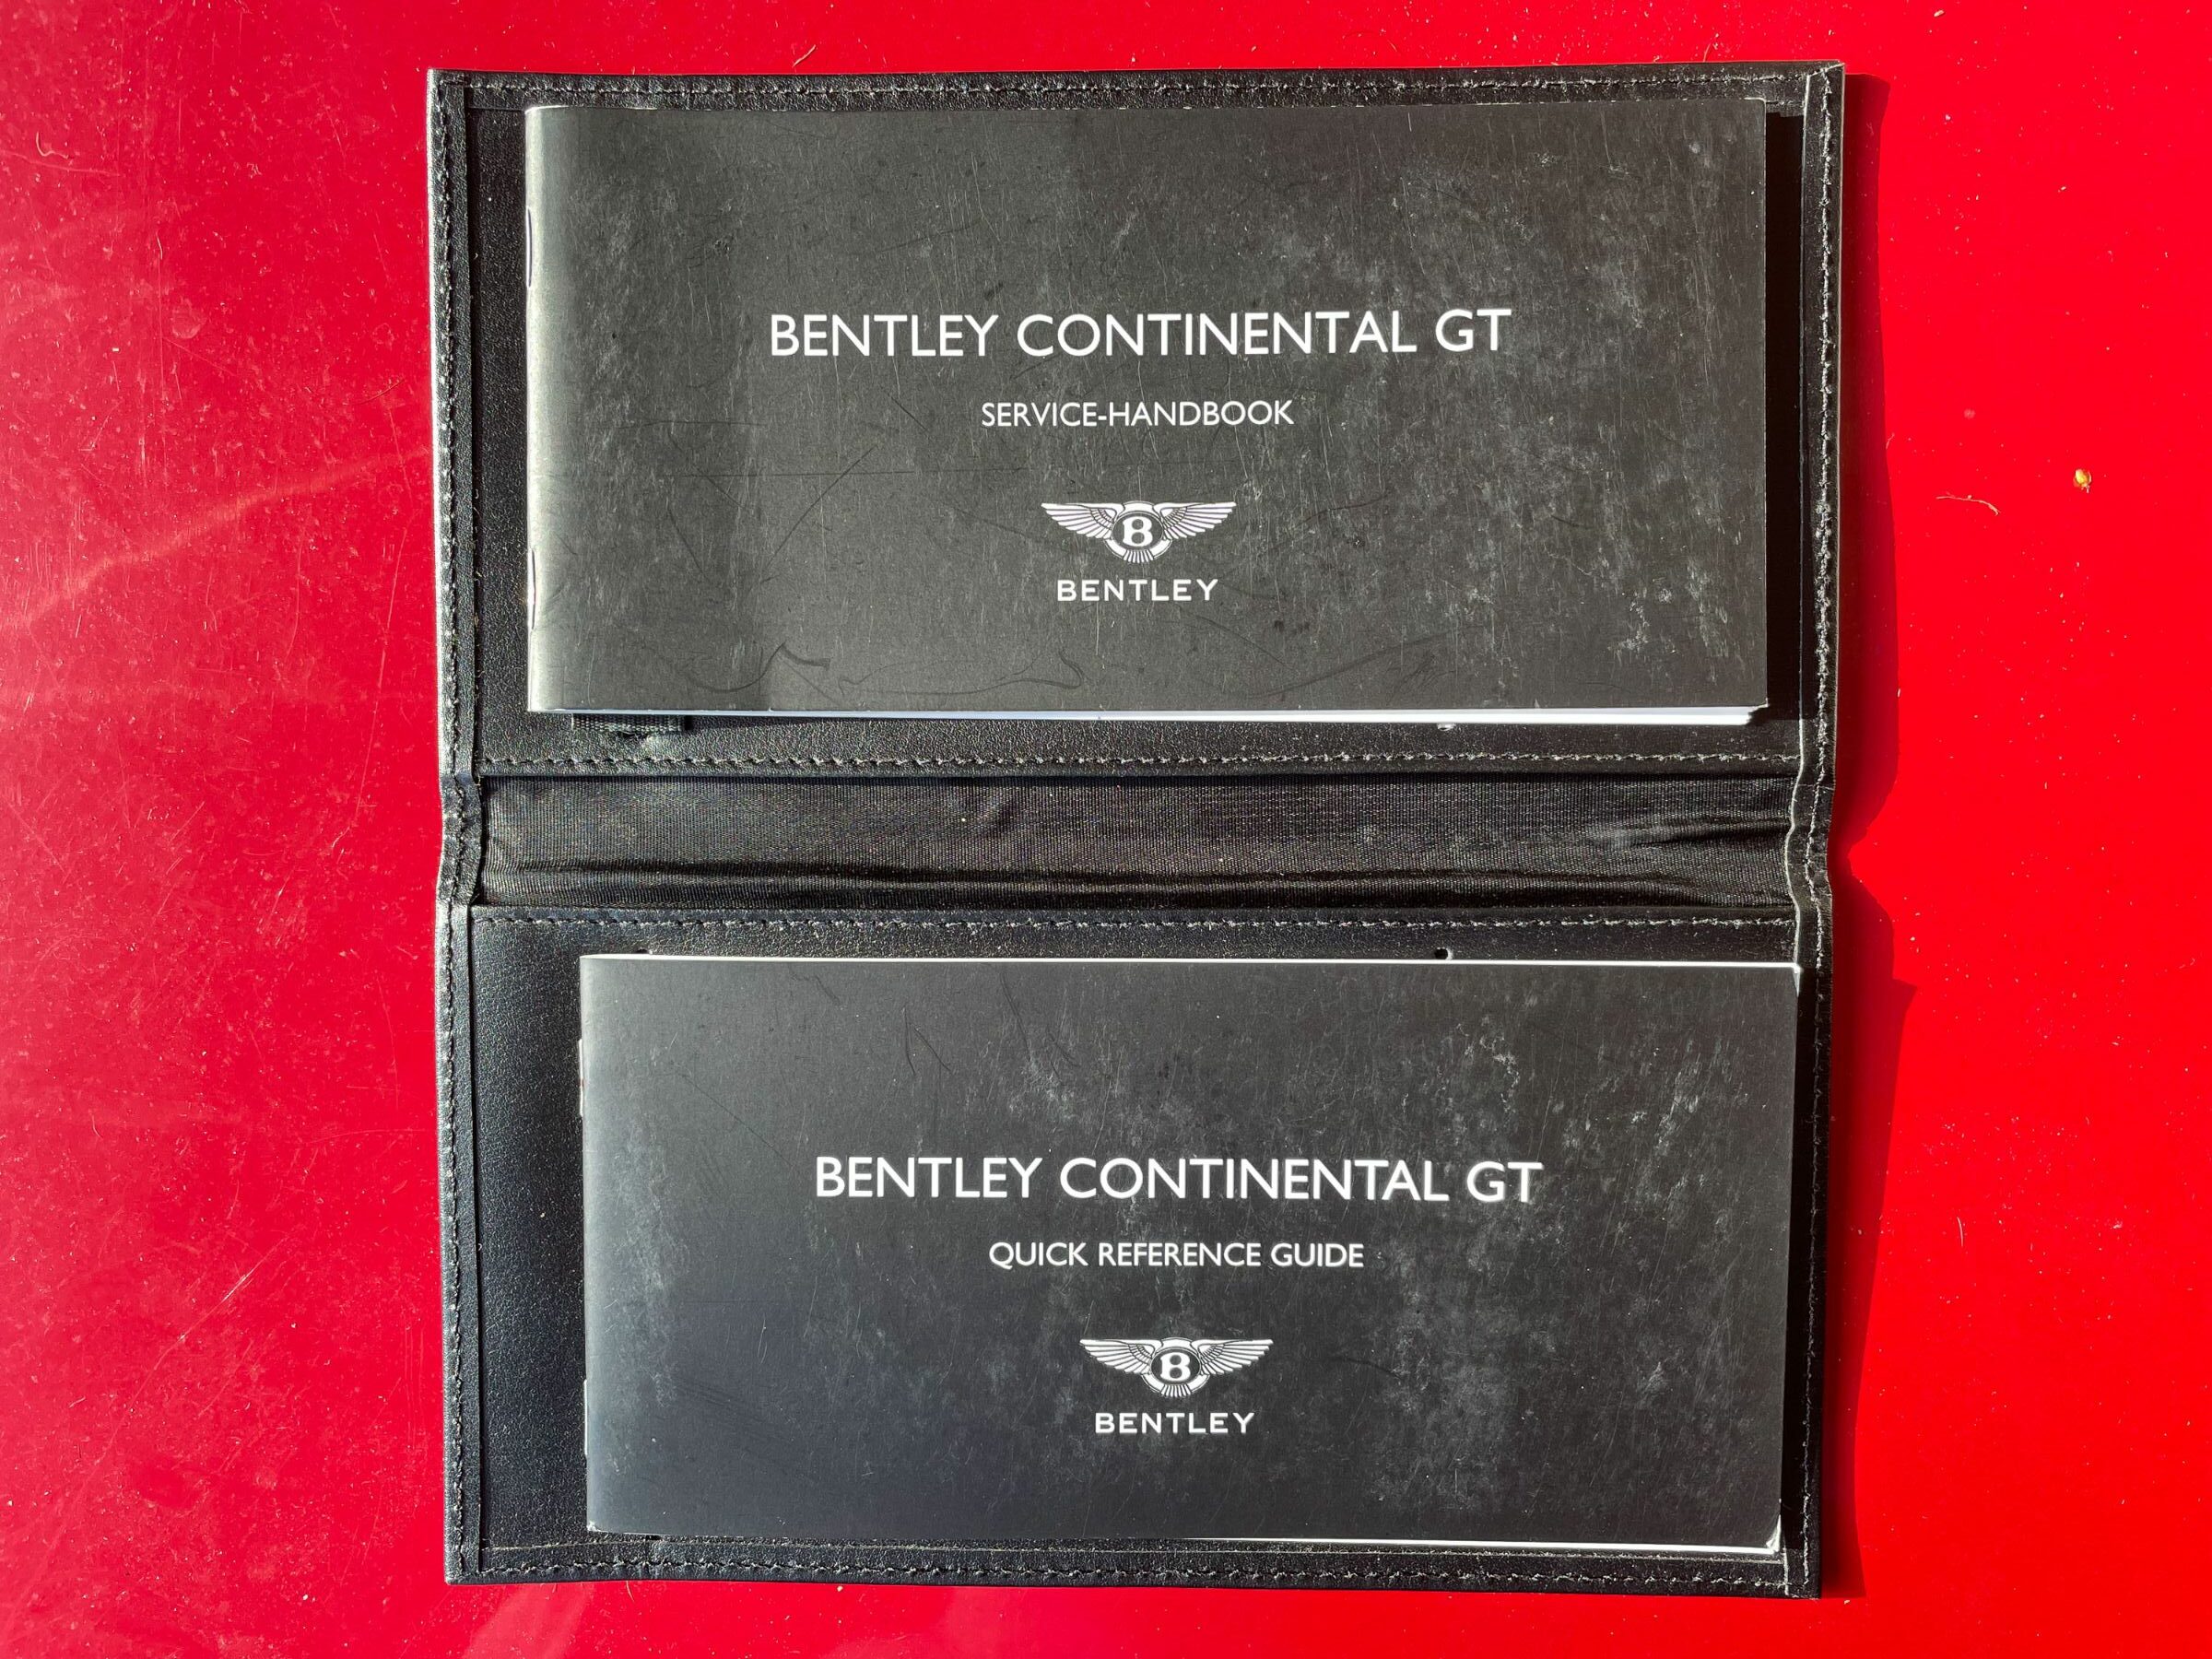 BENTLEY CONTINENTAL GT
SERVICE-HANDBOOK
B
BENTLEY
BENTLEY CONTINENTAL GT
QUICK REFERENCE GUIDE
B
BENTLEY